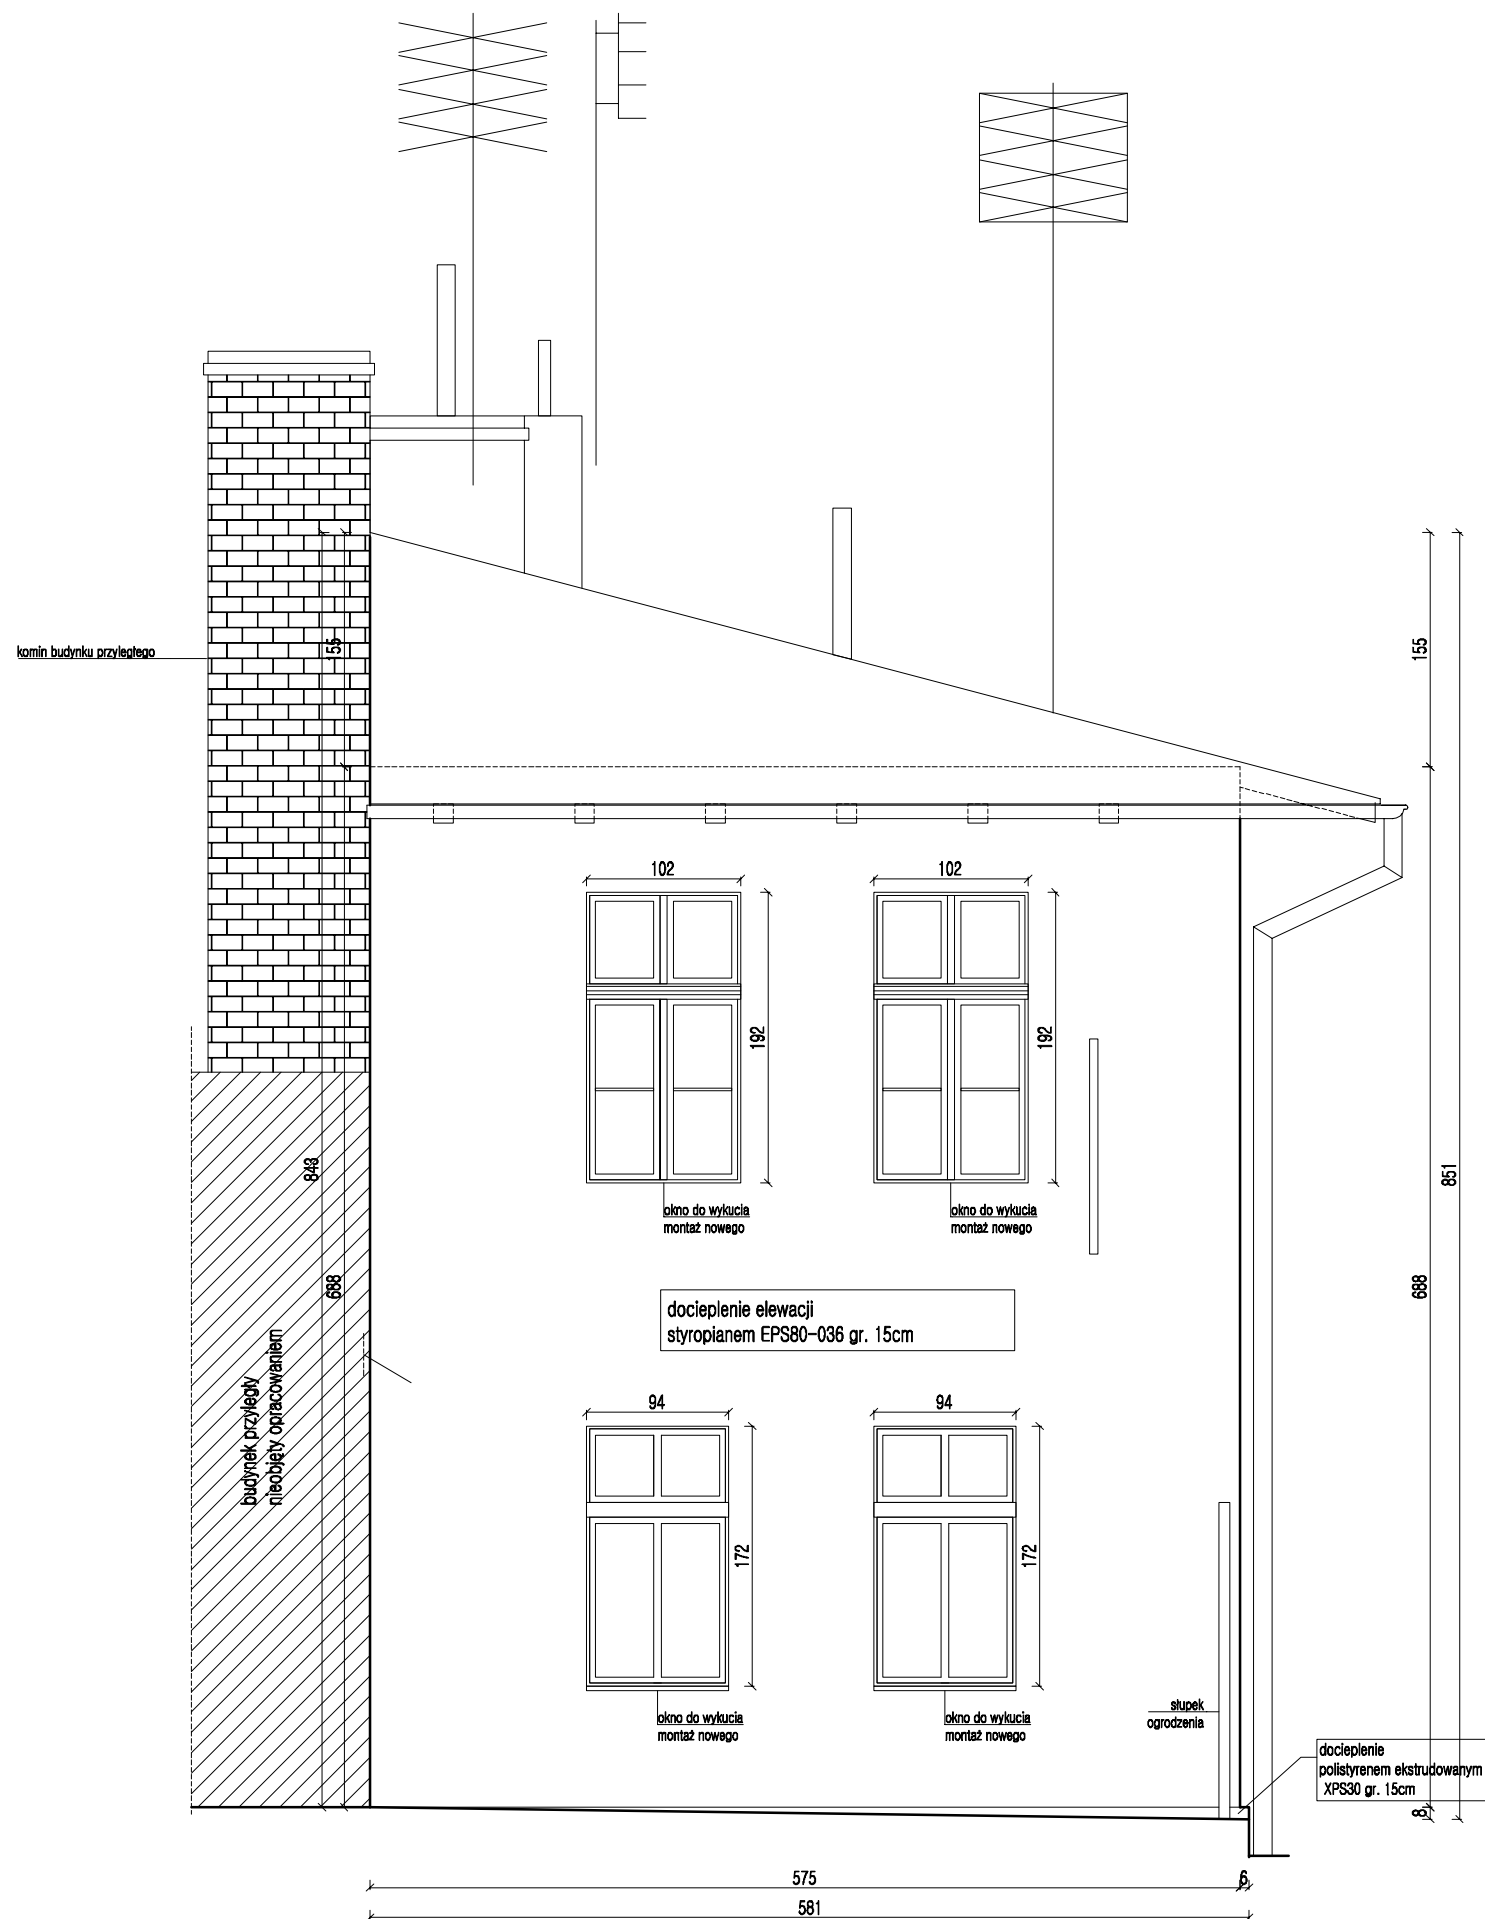 155
komin budynku przyległego
155
102
102
192
192
843
851
okno do wykucia
montaż nowego
okno do wykucia
montaż nowego
688
688
docieplenie elewacji
styropianem EPS80-036 gr. 15cm
budynek przyległy
nieobjęty opracowaniem
94
94
172
172
słupek
ogrodzenia
okno do wykucia
montaż nowego
okno do wykucia
montaż nowego
docieplenie
polistyrenem ekstrudowanym
XPS30 gr. 15cm
8
575
6
581